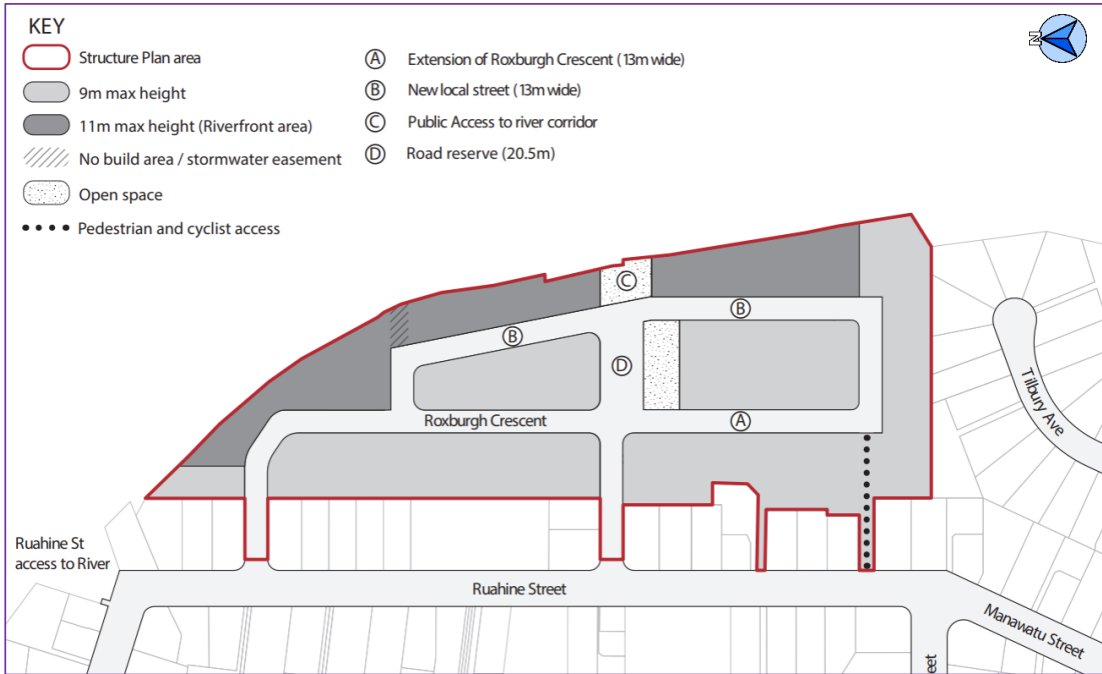 KEY
Structure Plan area
9m max height
11m max height (Riverfront area)
No build area / stormwater easement
Open space
Pedestrian and cyclist access
A Extension of Roxburgh Crescent (13m wide)
B New local street (13m wide)
C Public Access to river corridor
D Road reserve (20.5m)
N
C
B
B
D
A
Roxburgh Crescent
Tilbury Ave
Ruahine St
access to River
Ruahine Street
Manawatu Street
eet